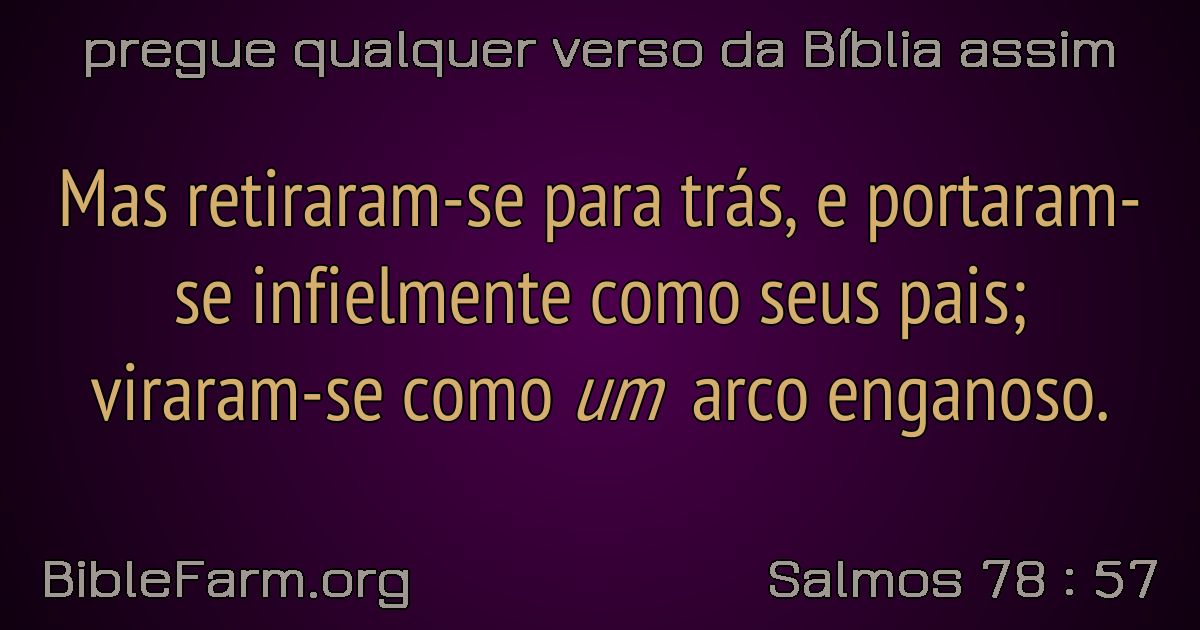 pregue qualquer verso da Bíblia assim
Mas retiraram-se para trás, e portaram-
se infielmente como seus pais;
viraram-se como um arco enganoso.
BibleFarm.org
Salmos 78 : 57